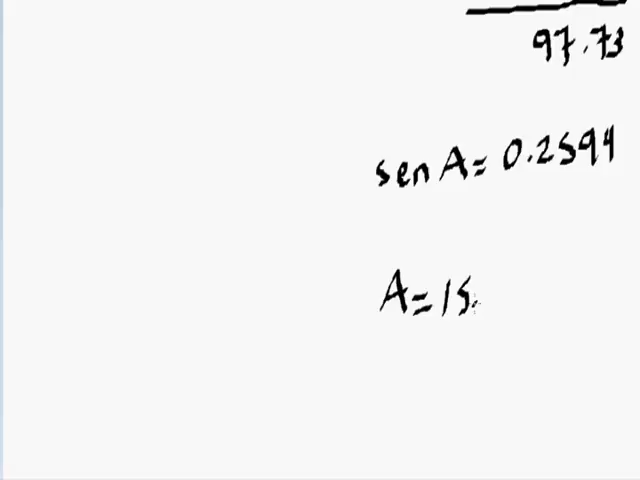 97.73
sen A = 0.2594
A = 15.